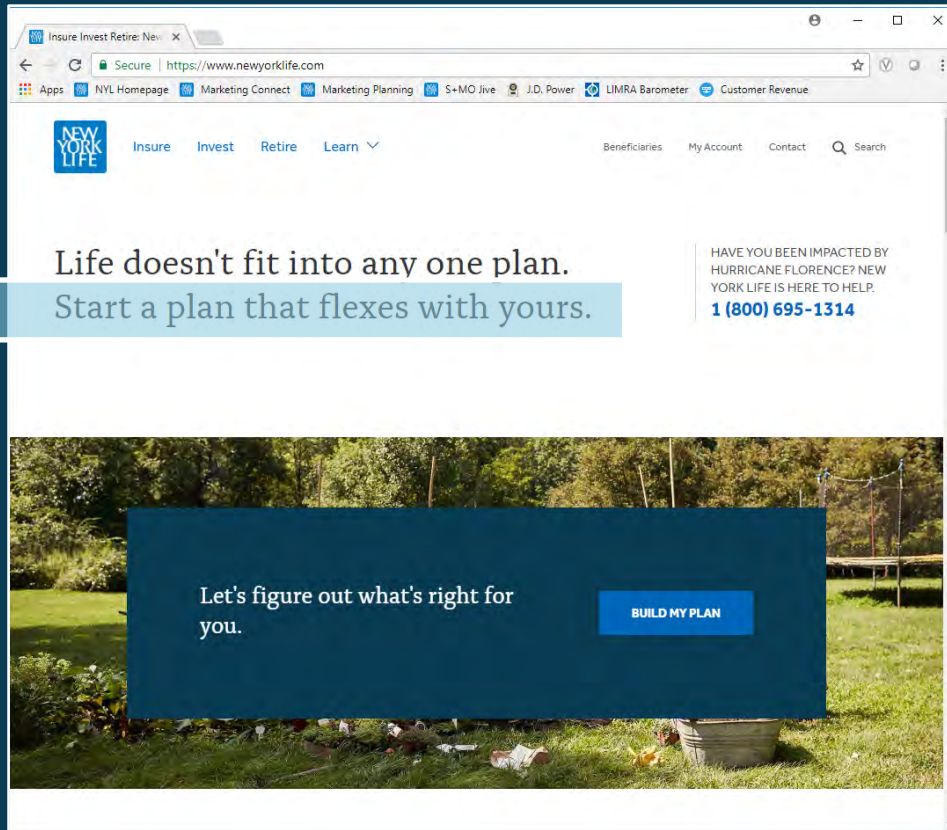 Insure Invest Retire: New
Secure | https://www.newyorklife.com
Apps NYL Homepage Marketing Connect Marketing Planning S+MO Jive J.D. Power LIMRA Barometer Customer Revenue
NEW
YORK
LIFE
Insure Invest Retire Learn Beneficiaries My Account Contact Search
Life doesn't fit into any one plan.
Start a plan that flexes with yours.
HAVE YOU BEEN IMPACTED BY
HURRICANE FLORENCE? NEW
YORK LIFE IS HERE TO HELP.
1 (800) 695-1314
Let's figure out what's right for
you.
BUILD MY PLAN